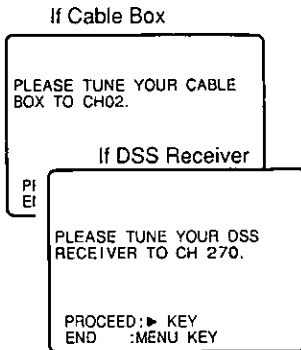 If Cable Box
PLEASE TUNE YOUR CABLE
BOX TO CH02.
If DSS Receiver
PLEASE TUNE YOUR DSS
RECEIVER TO CH 270.
PROCEED:► KEY
END :MENU KEY